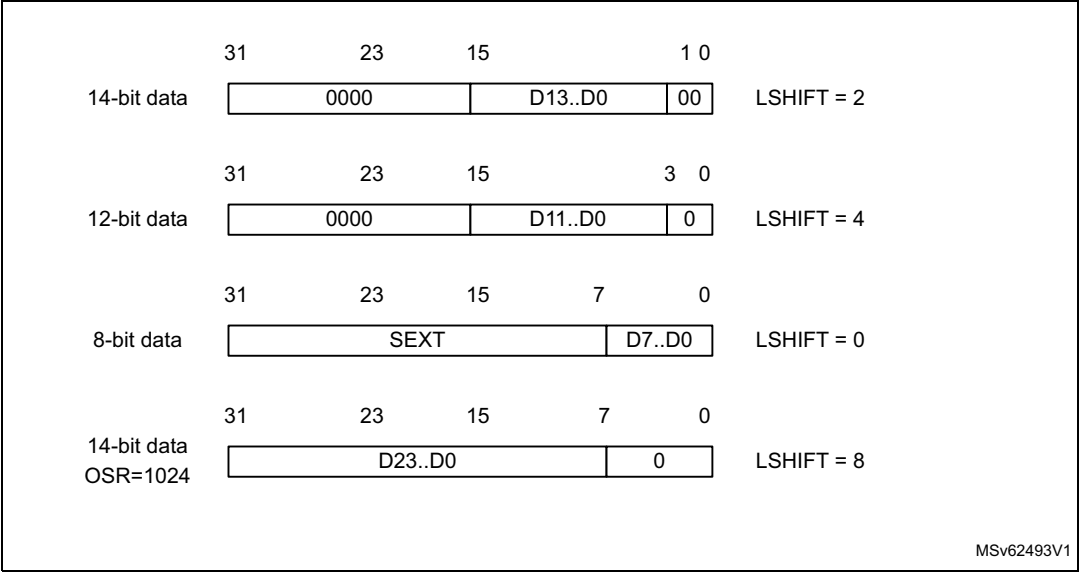 31 23 15 1 0
14-bit data 0000 D13..D0 00 LSHIFT = 2
31 23 15 3 0
12-bit data 0000 D11..D0 0 LSHIFT = 4
31 23 15 7 0
8-bit data SEXT D7..D0 LSHIFT = 0
31 23 15 7 0
14-bit data
OSR=1024 D23..D0 0 LSHIFT = 8
MSv62493V1